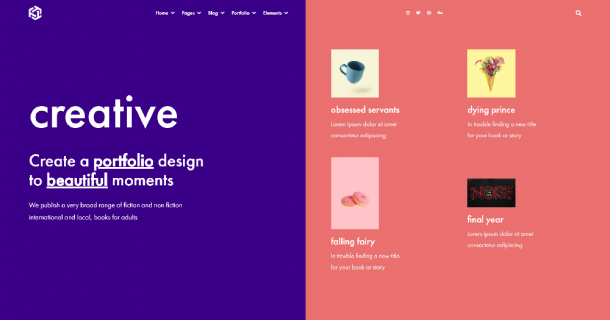 Home Pages Blog Portfolio Elements
creative
Create a portfolio design
to beautiful moments
We publish a very broad range of fiction and non fiction
international and local, books for adults
obsessed servants
Lorem ipsum dolor sit amet
consectetur adipiscing
dying prince
In trouble finding a new title
for your book or story
falling fairy
In trouble finding a new title
for your book or story
final year
Lorem ipsum dolor sit amet
consectetur adipiscing